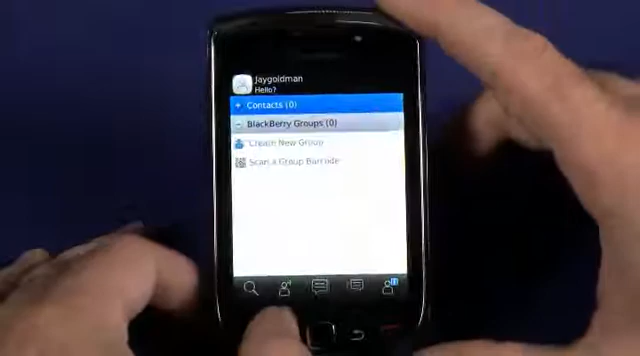 Jaygoldman
Hello?
+ Contacts (0)
- BlackBerry Groups (0)
Create New Group
Scan a Group Barcode